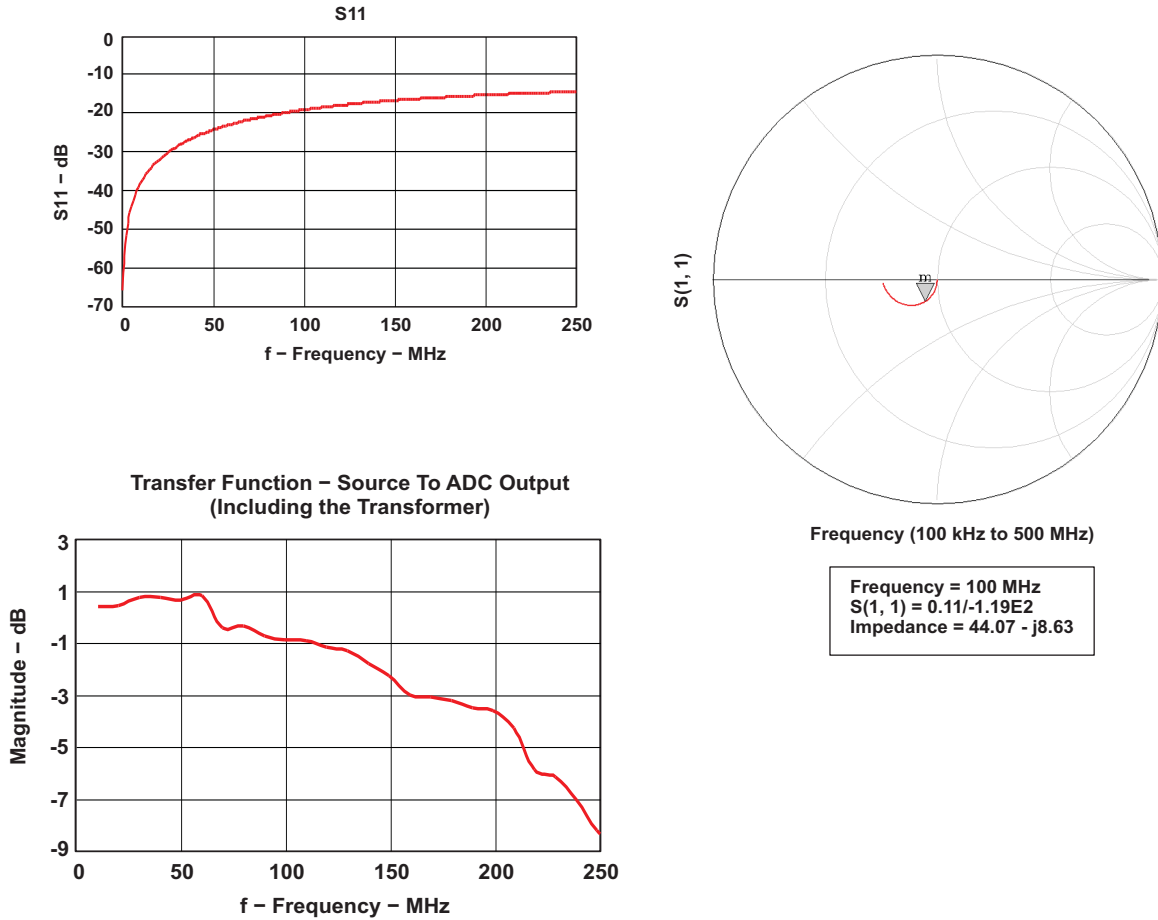 S11
0
-10
-20
-30
-40
-50
-60
-70
S11 – dB
0 50 100 150 200 250
f – Frequency – MHz
S(1, 1)
m
Frequency (100 kHz to 500 MHz)
Frequency = 100 MHz
S(1, 1) = 0.11/-1.19E2
Impedance = 44.07 - j8.63
Transfer Function – Source To ADC Output
(Including the Transformer)
3
1
-1
-3
-5
-7
-9
Magnitude – dB
0 50 100 150 200 250
f – Frequency – MHz